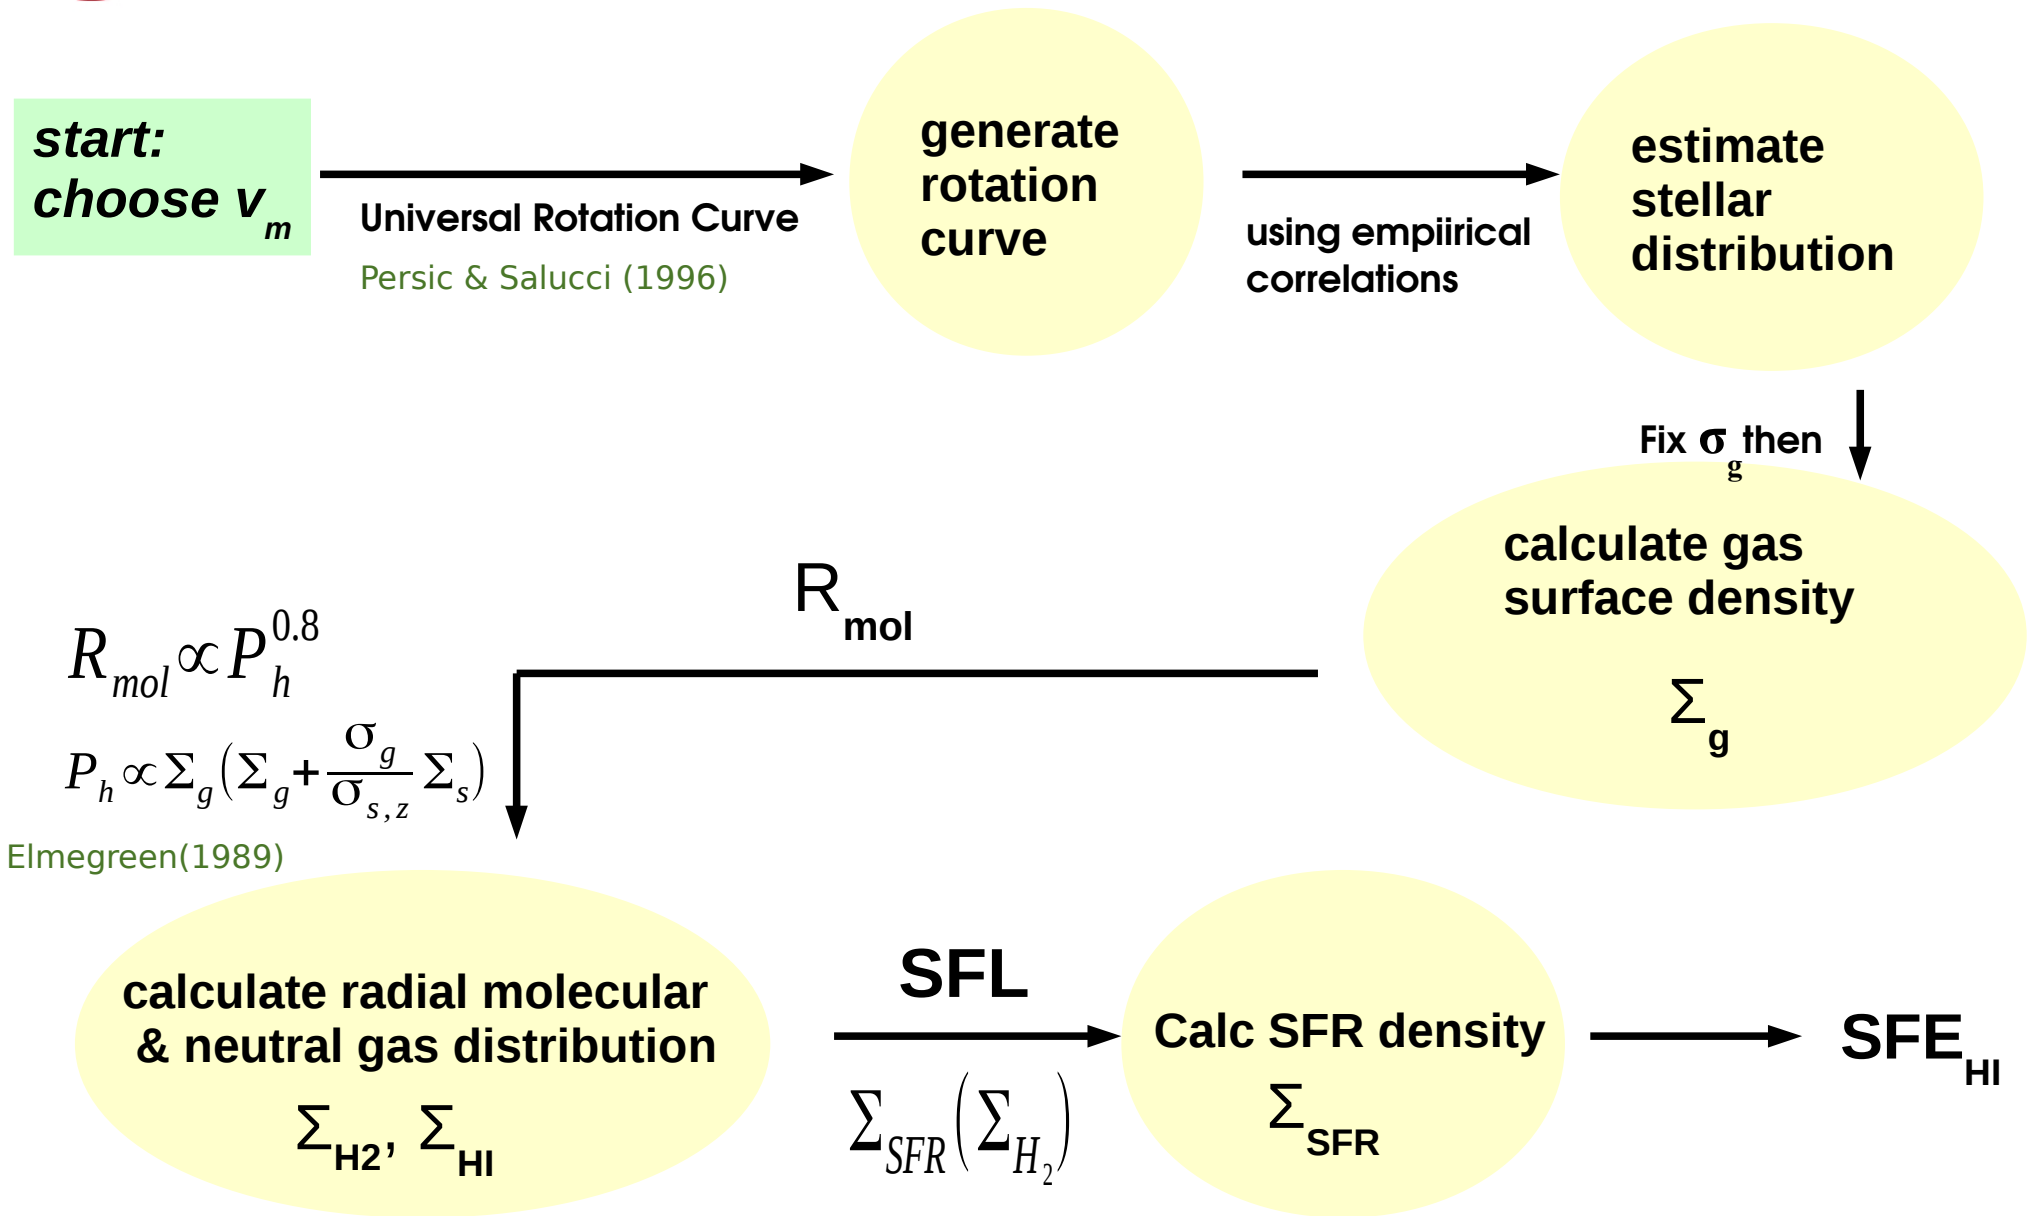 start:
choose v_m
Universal Rotation Curve
Persic & Salucci (1996)
generate
rotation
curve
using empiirical
correlations
estimate
stellar
distribution
Fix σ_g then
calculate gas
surface density
Σ_g
R_mol
R_mol ∝ P_h^0.8
P_h ∝ Σ_g (Σ_g + σ_g / σ_s,z Σ_s)
Elmegreen(1989)
calculate radial molecular
& neutral gas distribution
Σ_H2, Σ_HI
SFL
Σ_SFR (Σ_H_2)
Calc SFR density
Σ_SFR
SFE_HI